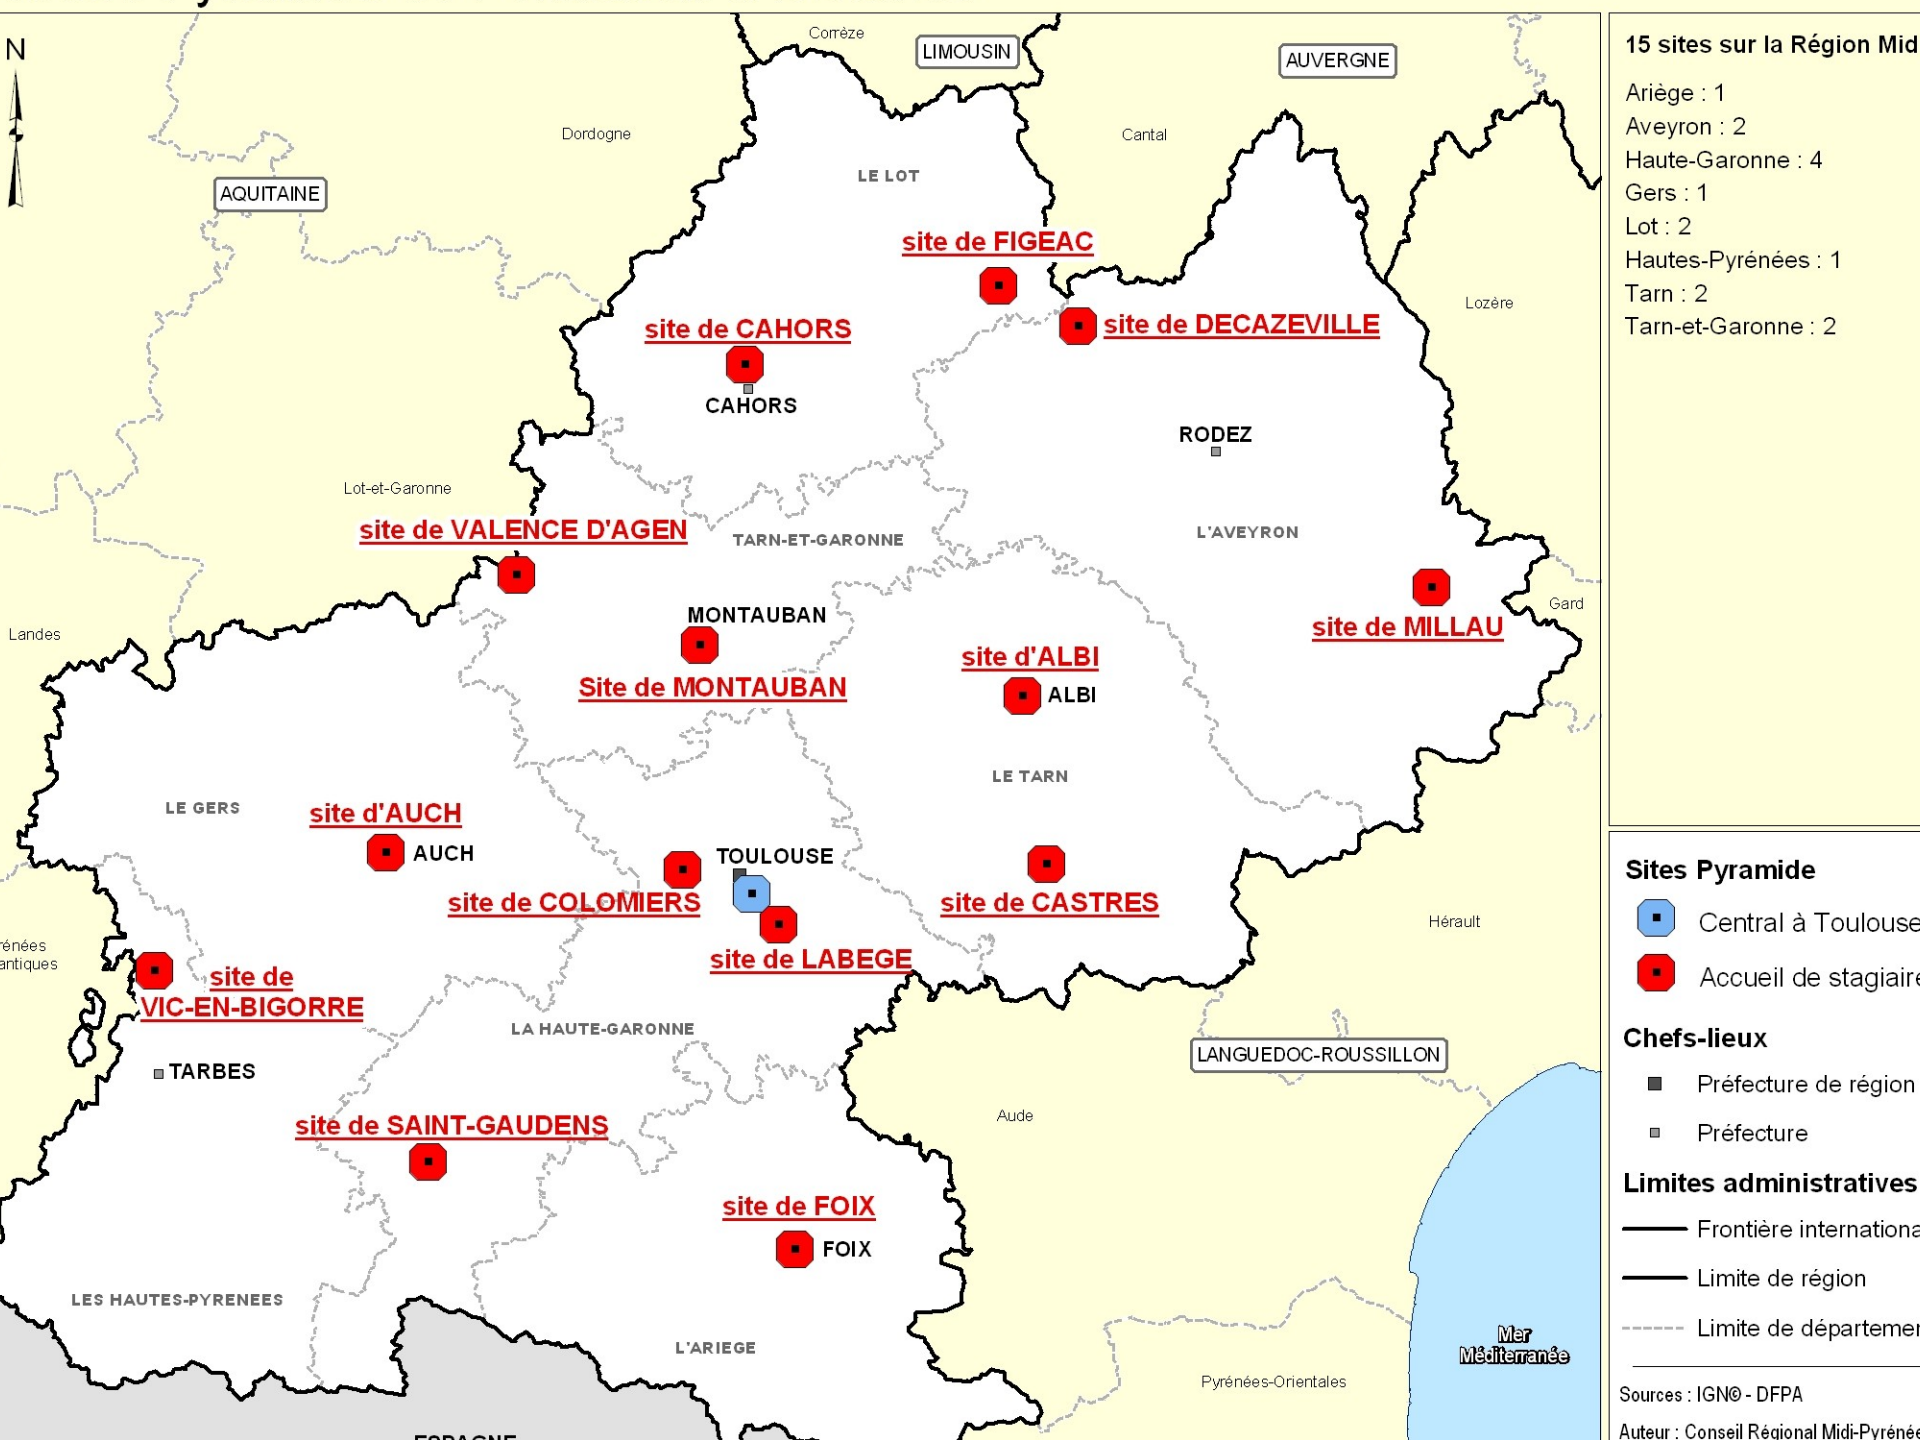 N
Corrèze
LIMOUSIN
AUVERGNE
Dordogne
Cantal
LE LOT
AQUITAINE
site de FIGEAC
Lozère
site de CAHORS
site de DECAZEVILLE
CAHORS
RODEZ
Lot-et-Garonne
site de VALENCE D'AGEN
TARN-ET-GARONNE
L'AVEYRON
Landes
MONTAUBAN
Gard
site de MILLAU
site d'ALBI
Site de MONTAUBAN
ALBI
LE TARN
LE GERS
site d'AUCH
AUCH
TOULOUSE
site de COLOMIERS
site de CASTRES
Hérault
site de LABEGE
site de
VIC-EN-BIGORRE
LA HAUTE-GARONNE
LANGUEDOC-ROUSSILLON
TARBES
Aude
site de SAINT-GAUDENS
site de FOIX
FOIX
LES HAUTES-PYRENEES
L'ARIEGE
Mer
Méditerranée
Pyrénées-Orientales
15 sites sur la Région
Ariège : 1
Aveyron : 2
Haute-Garonne : 4
Gers : 1
Lot : 2
Hautes-Pyrénées : 1
Tarn : 2
Tarn-et-Garonne : 2
Sites Pyramide
Central à Toulouse
Accueil de
Chefs-lieux
Préfecture de région
Préfecture
Limites administratives
Frontière
Limite de région
Limite de
Sources : IGN© - DFPA
Auteur : Conseil Régional